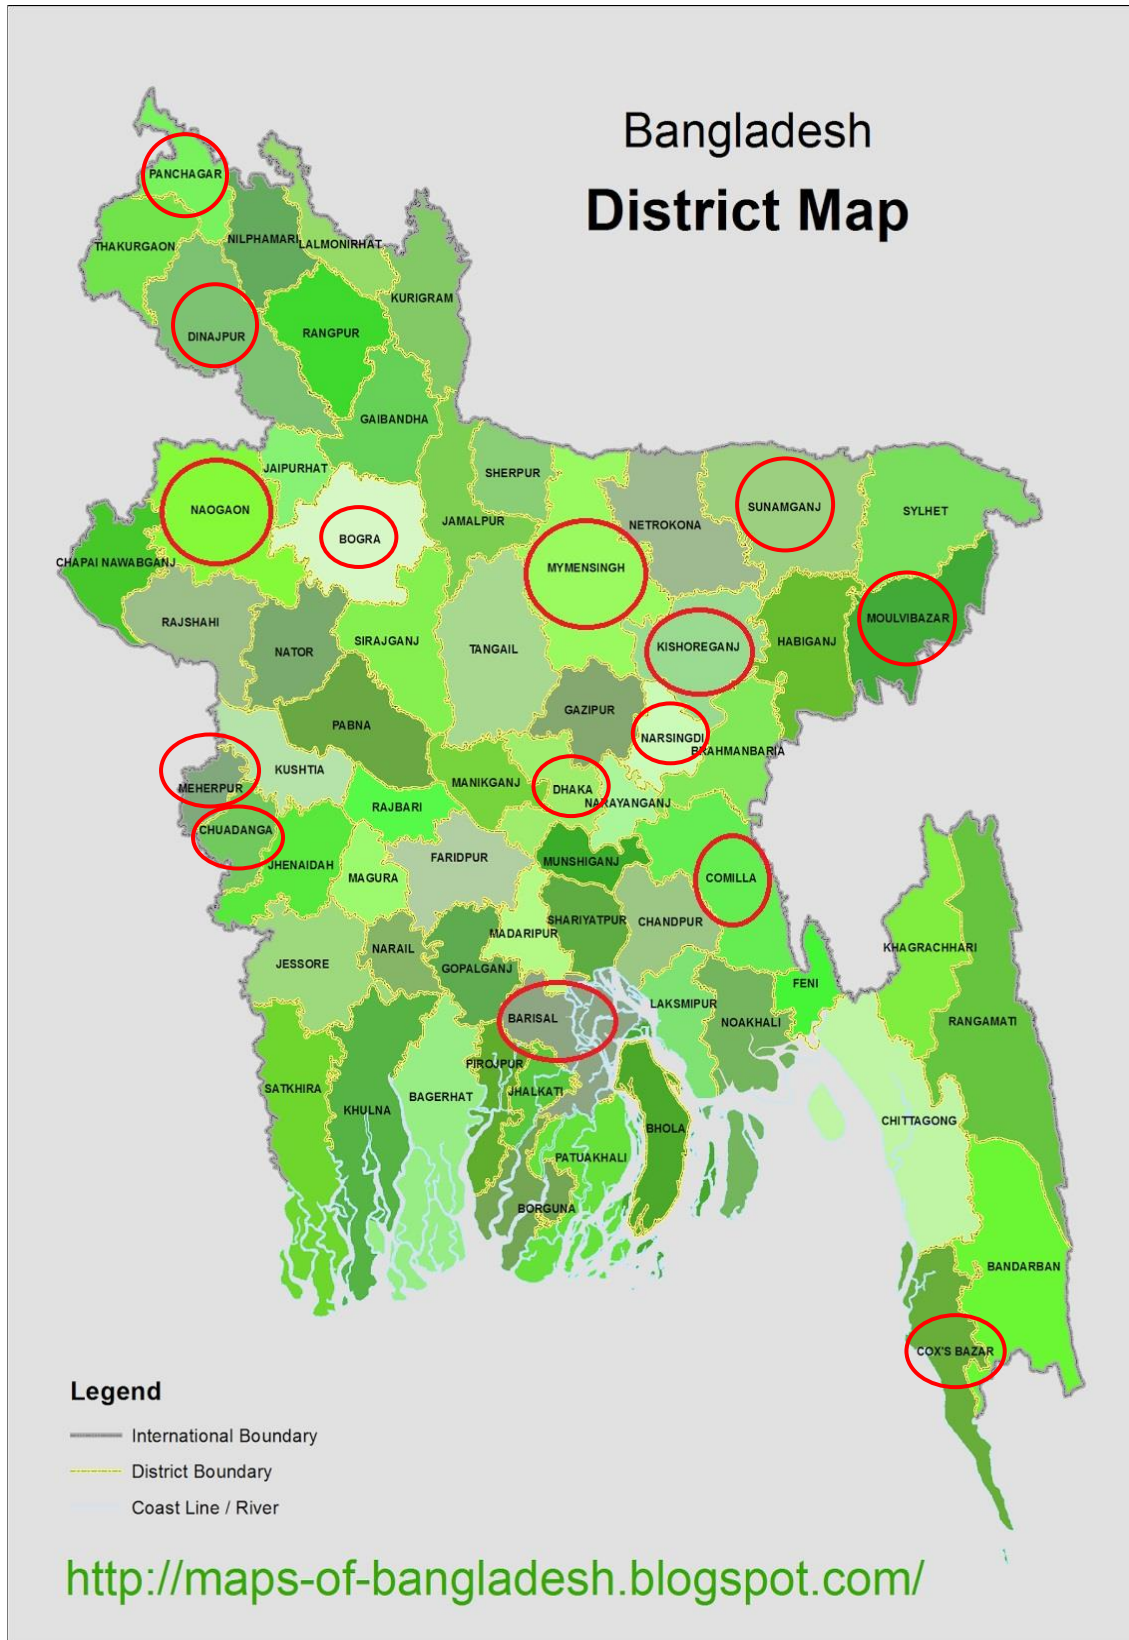 Bangladesh
District Map
PANCHAGAR
THAKURGAON
NILPHAMARI
LALMONIRHAT
KURIGRAM
DINAJPUR
RANGPUR
GAIBANDHA
JAIPURHAT
SHERPUR
NAOGAON
BOGRA
JAMALPUR
MYMENSINGH
NETROKONA
SUNAMGANJ
SYLHET
CHAPAI NAWABGANJ
RAJSHAHI
NATOR
SIRAJGANJ
TANGAIL
KISHOREGANJ
HABIGANJ
MOULVIBAZAR
PABNA
GAZIPUR
NARSINGDI
BRAHMANBARIA
MEHERPUR
KUSHTIA
MANIKGANJ
DHAKA
NARAYANGANJ
RAJBARI
CHUADANGA
JHENAIDAH
MAGURA
FARIDPUR
MUNSHIGANJ
COMILLA
SHARIYATPUR
CHANDPUR
MADARIPUR
NARAIL
JESSORE
GOPALGANJ
KHAGRACHHARI
FENI
LAKSMIPUR
NOAKHALI
RANGAMATI
BARISAL
PIROJPUR
SATKHIRA
KHULNA
BAGERHAT
JHALKATI
BHOLA
CHITTAGONG
PATUAKHALI
BORGUNA
BANDARBAN
COX'S BAZAR
Legend
International Boundary
District Boundary
Coast Line / River
http://maps-of-bangladesh.blogspot.com/